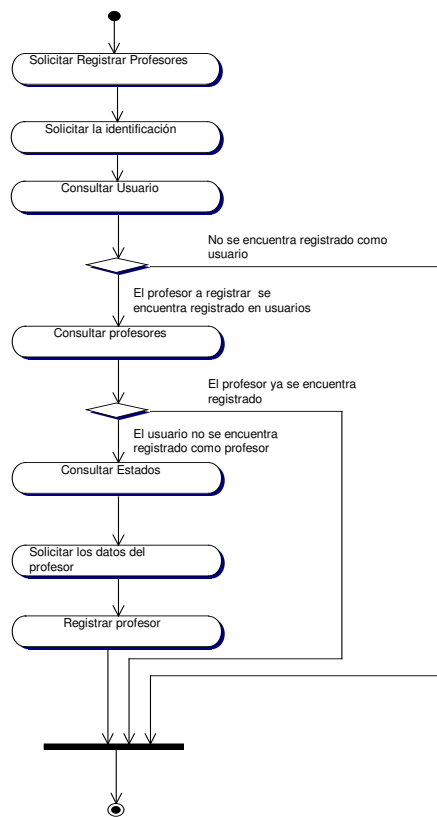 Solicitar Registrar Profesores
Solicitar la identificación
Consultar Usuario
No se encuentra registrado como
usuario
El profesor a registrar se
encuentra registrado en usuarios
Consultar profesores
El profesor ya se encuentra
registrado
El usuario no se encuentra
registrado como profesor
Consultar Estados
Solicitar los datos del
profesor
Registrar profesor